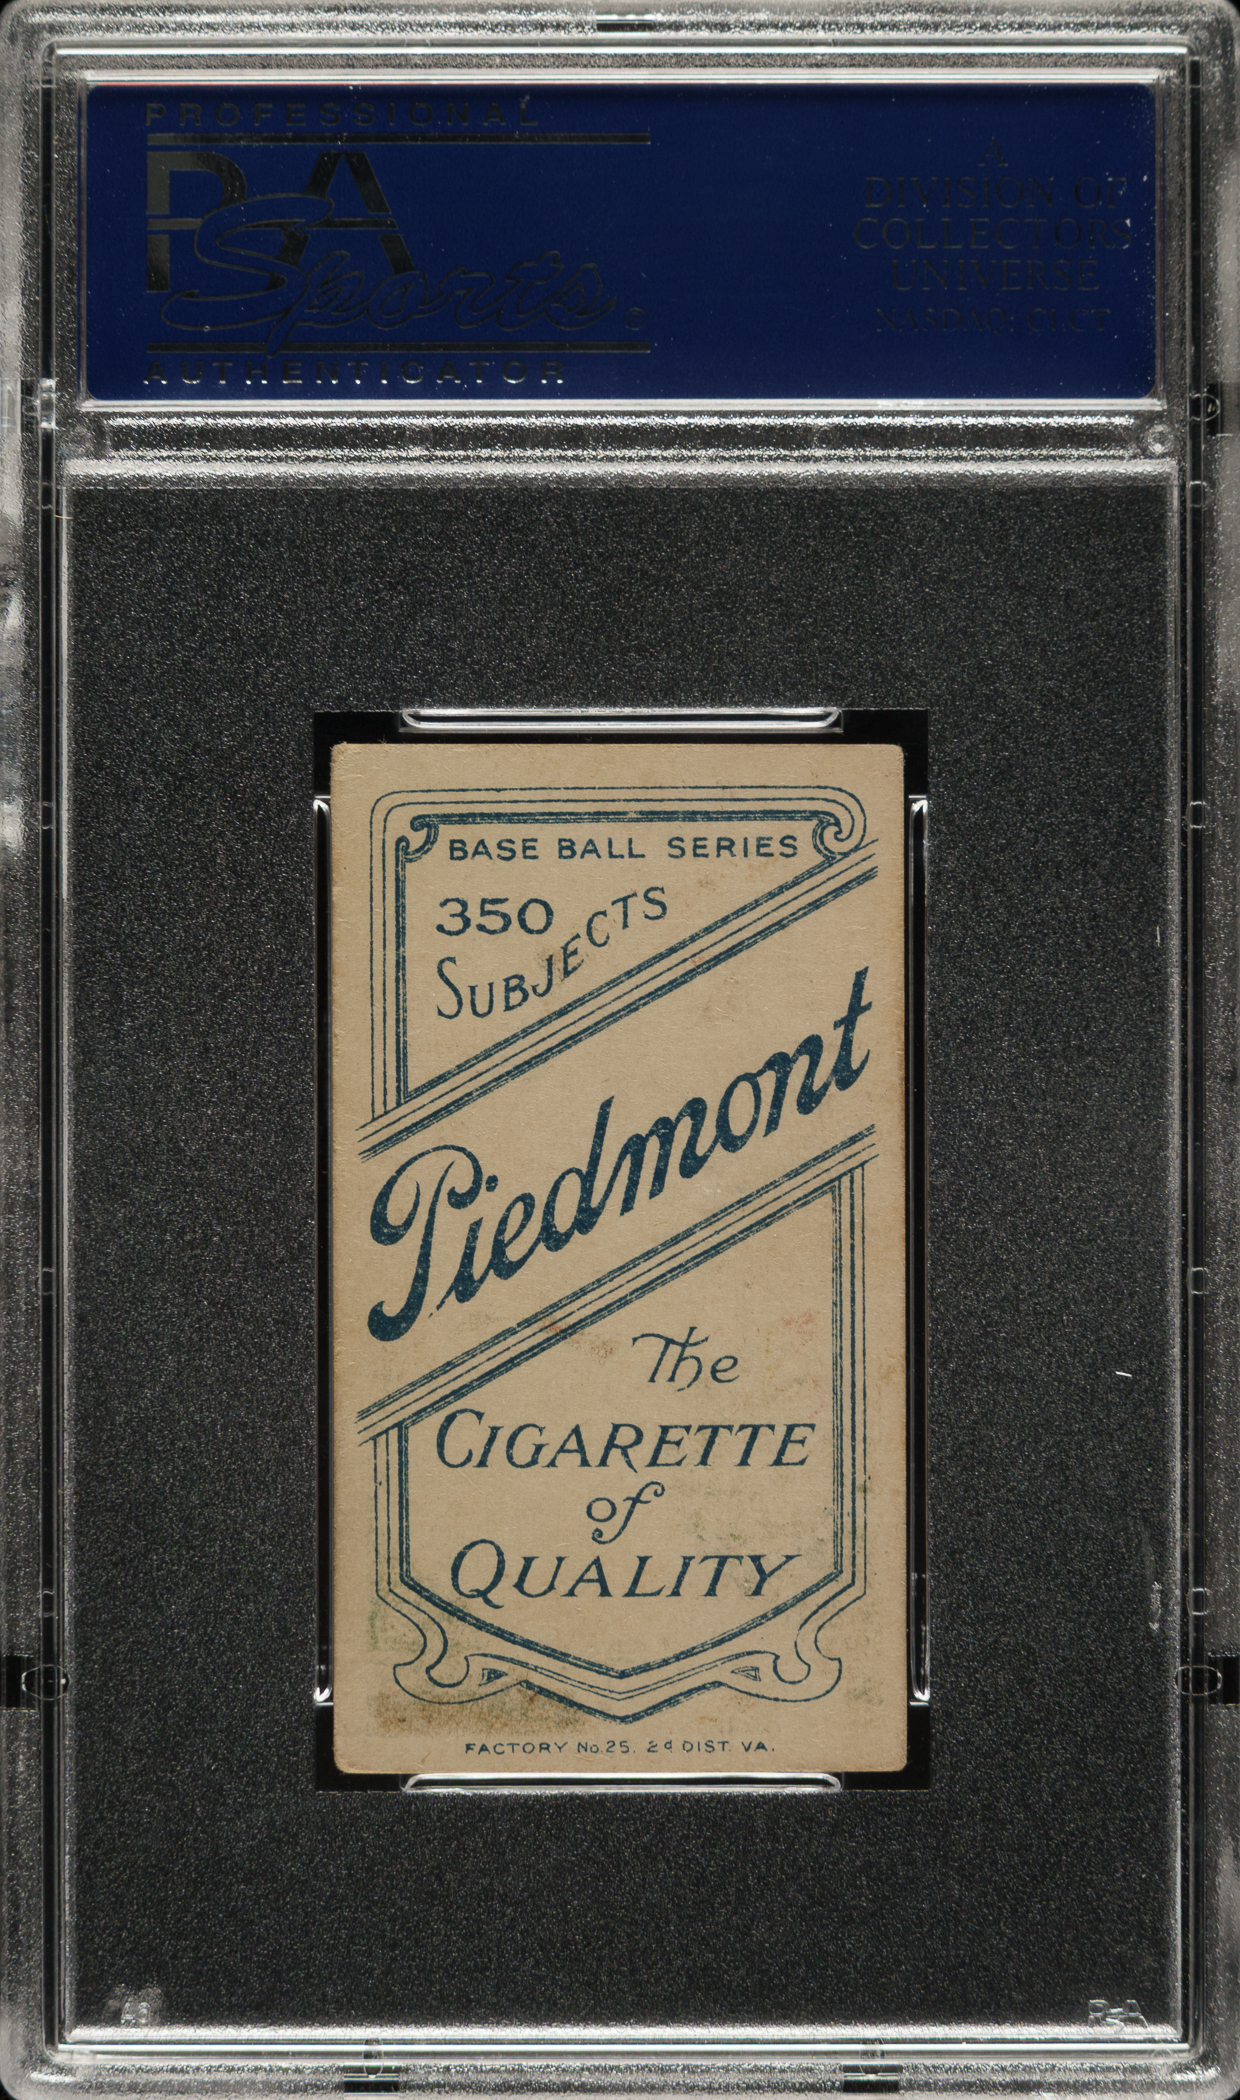 PROFESSIONAL
PSA
Sports®
AUTHENTICATOR
A
DIVISION OF
COLLECTORS
UNIVERSE
NASDAQ: CLCT
BASE BALL SERIES
350
SUBJECTS
Piedmont
The
CIGARETTE
of
QUALITY
FACTORY No. 25. 2d DIST. VA.
PSA